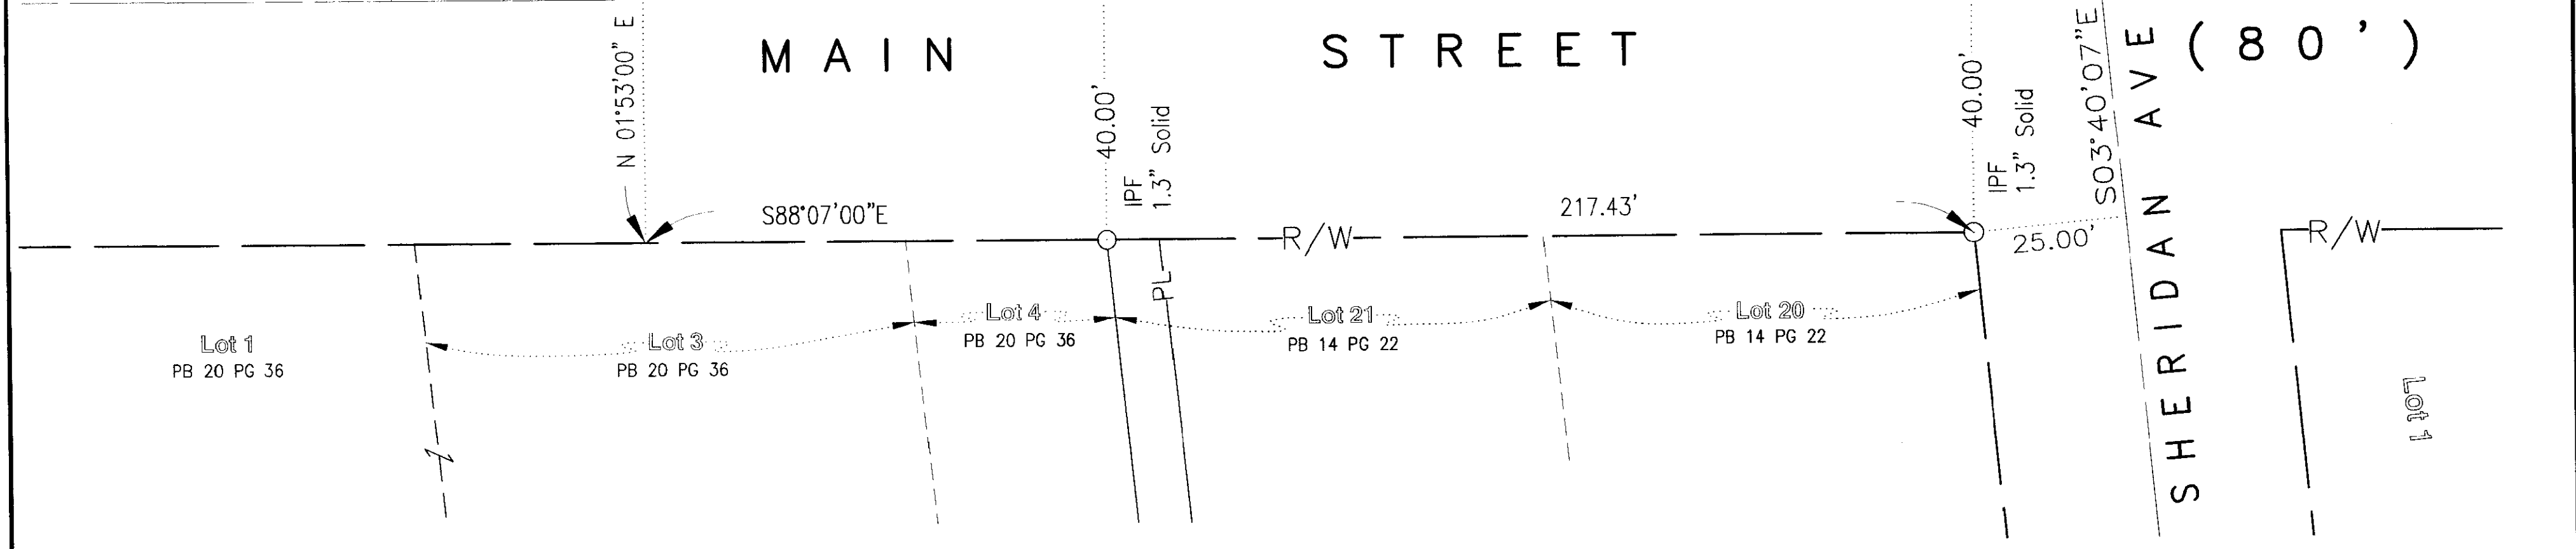 N 01°53'00" E
MAIN STREET (80')
40.00'
IPF
1.3" Solid
40.00'
IPF
1.3" Solid
S03°40'07"E
SHERIDAN AVE
S88°07'00"E
217.43'
25.00'
R/W
R/W
PL
Lot 1
PB 20 PG 36
Lot 3
PB 20 PG 36
Lot 4
PB 20 PG 36
Lot 21
PB 14 PG 22
Lot 20
PB 14 PG 22
Lot 1